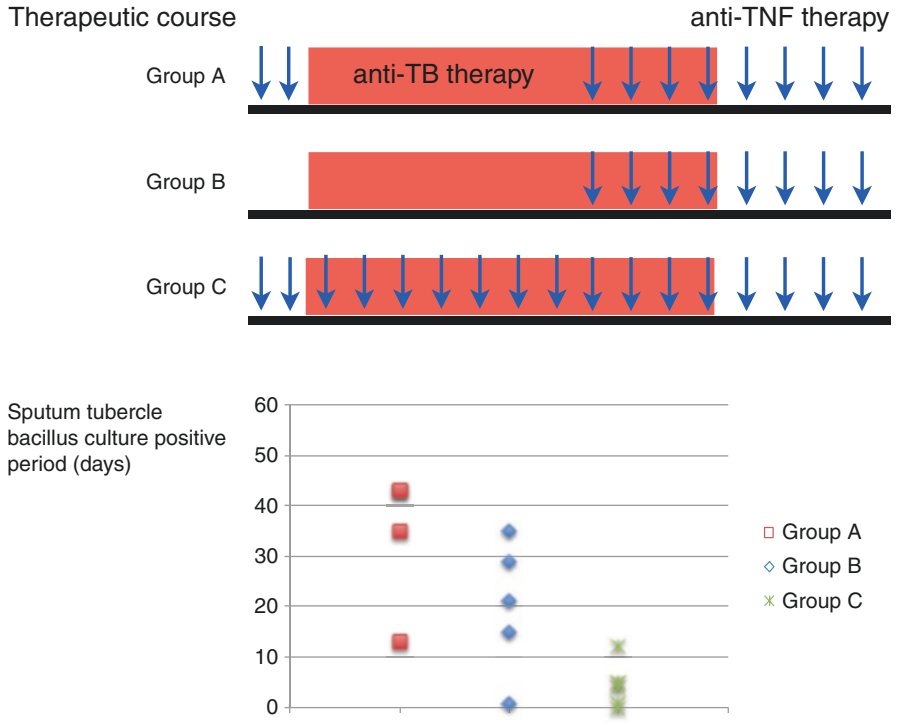 Therapeutic course
anti-TNF therapy
Group A
anti-TB therapy
Group B
Group C
Sputum tubercle
bacillus culture positive
period (days)
60
50
40
30
20
10
0
Group A
Group B
Group C